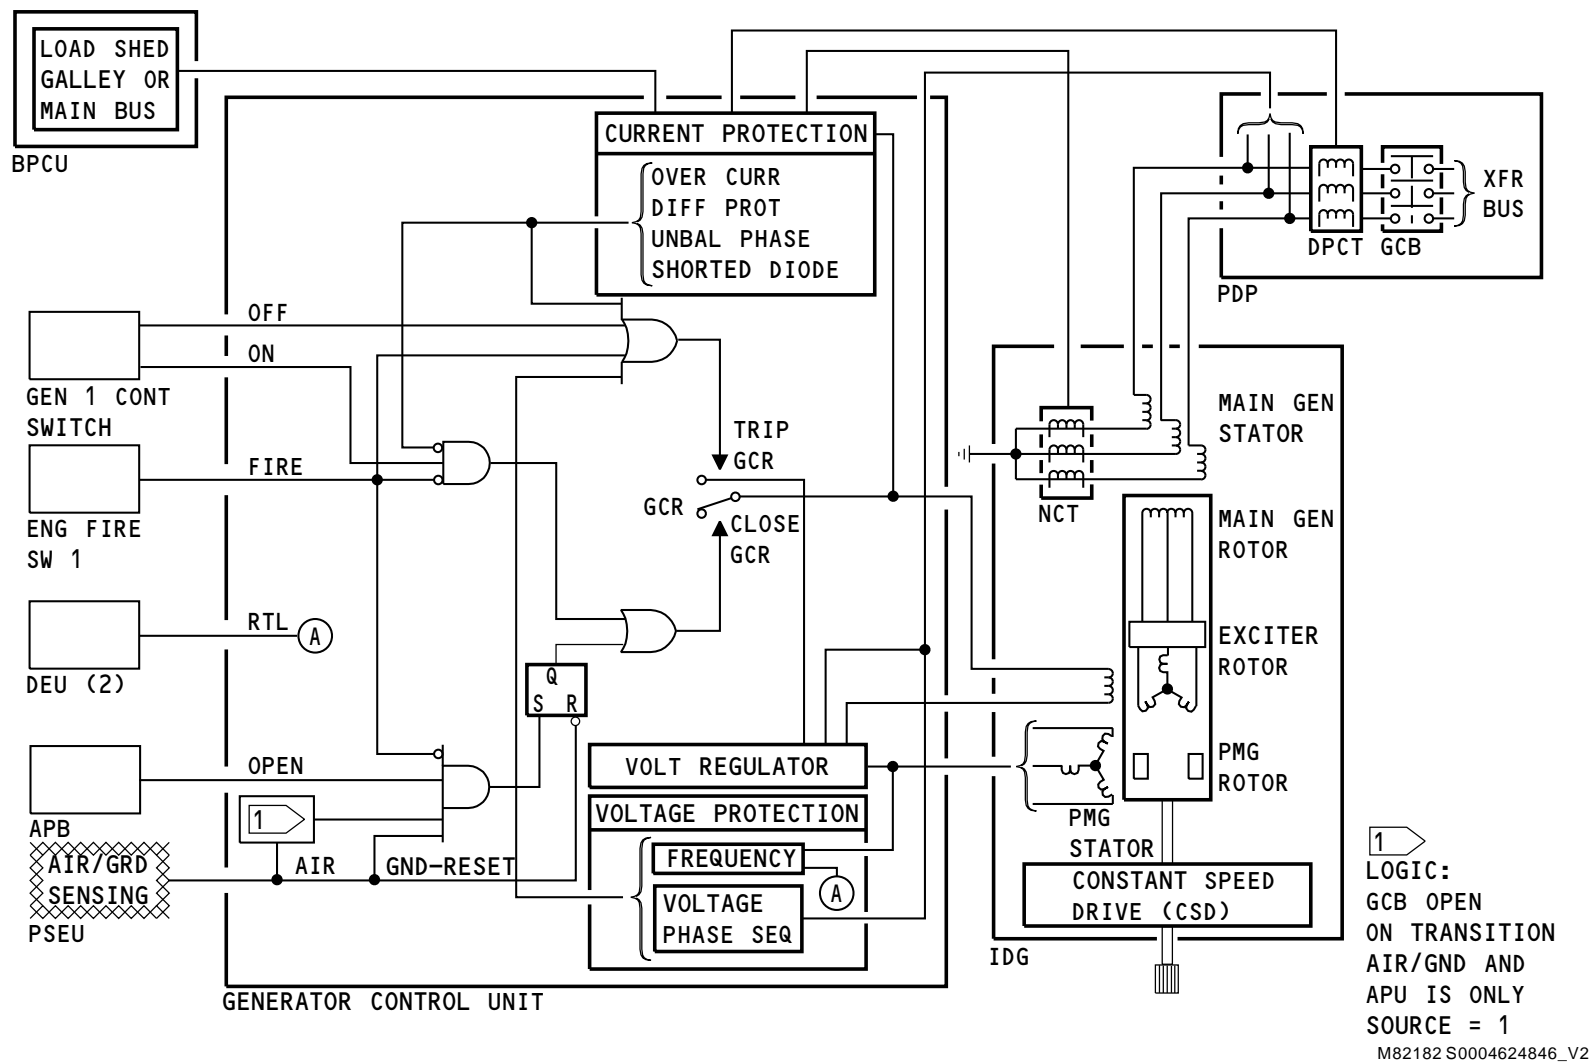 LOAD SHED
GALLEY OR
MAIN BUS
BPCU
CURRENT PROTECTION
OVER CURR
DIFF PROT
UNBAL PHASE
SHORTED DIODE
XFR
BUS
DPCT GCB
PDP
OFF
ON
GEN 1 CONT
SWITCH
FIRE
ENG FIRE
SW 1
RTL
A
DEU (2)
TRIP
GCR
GCR
CLOSE
GCR
Q
S R
OPEN
APB
1
AIR/GRD
SENSING
PSEU
AIR
GND-RESET
VOLT REGULATOR
VOLTAGE PROTECTION
FREQUENCY
A
VOLTAGE
PHASE SEQ
GENERATOR CONTROL UNIT
MAIN GEN
STATOR
NCT
MAIN GEN
ROTOR
EXCITER
ROTOR
PMG
ROTOR
PMG
STATOR
CONSTANT SPEED
DRIVE (CSD)
IDG
1
LOGIC:
GCB OPEN
ON TRANSITION
AIR/GND AND
APU IS ONLY
SOURCE = 1
M82182 S0004624846_V2